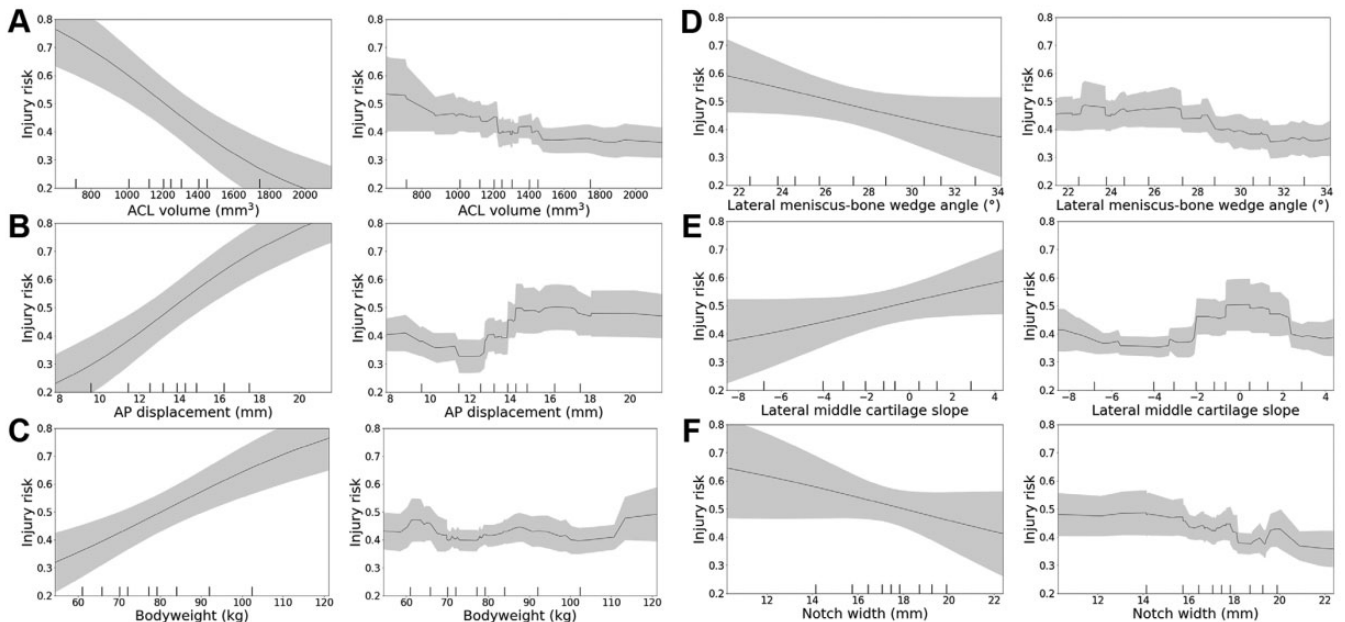 A
0.8
0.7
0.6
0.5
0.4
0.3
0.2
Injury risk
800 1000 1200 1400 1600 1800 2000
ACL volume (mm³)
0.8
0.7
0.6
0.5
0.4
0.3
0.2
Injury risk
800 1000 1200 1400 1600 1800 2000
ACL volume (mm³)
D
0.8
0.7
0.6
0.5
0.4
0.3
0.2
Injury risk
22 24 26 28 30 32 34
Lateral meniscus-bone wedge angle (°)
0.8
0.7
0.6
0.5
0.4
0.3
0.2
Injury risk
22 24 26 28 30 32 34
Lateral meniscus-bone wedge angle (°)
B
0.8
0.7
0.6
0.5
0.4
0.3
0.2
Injury risk
8 10 12 14 16 18 20
AP displacement (mm)
0.8
0.7
0.6
0.5
0.4
0.3
0.2
Injury risk
8 10 12 14 16 18 20
AP displacement (mm)
E
0.8
0.7
0.6
0.5
0.4
0.3
0.2
Injury risk
−8 −6 −4 −2 0 2 4
Lateral middle cartilage slope
0.8
0.7
0.6
0.5
0.4
0.3
0.2
Injury risk
−8 −6 −4 −2 0 2 4
Lateral middle cartilage slope
C
0.8
0.7
0.6
0.5
0.4
0.3
0.2
Injury risk
60 70 80 90 100 110 120
Bodyweight (kg)
0.8
0.7
0.6
0.5
0.4
0.3
0.2
Injury risk
60 70 80 90 100 110 120
Bodyweight (kg)
F
0.8
0.7
0.6
0.5
0.4
0.3
0.2
Injury risk
12 14 16 18 20 22
Notch width (mm)
0.8
0.7
0.6
0.5
0.4
0.3
0.2
Injury risk
12 14 16 18 20 22
Notch width (mm)